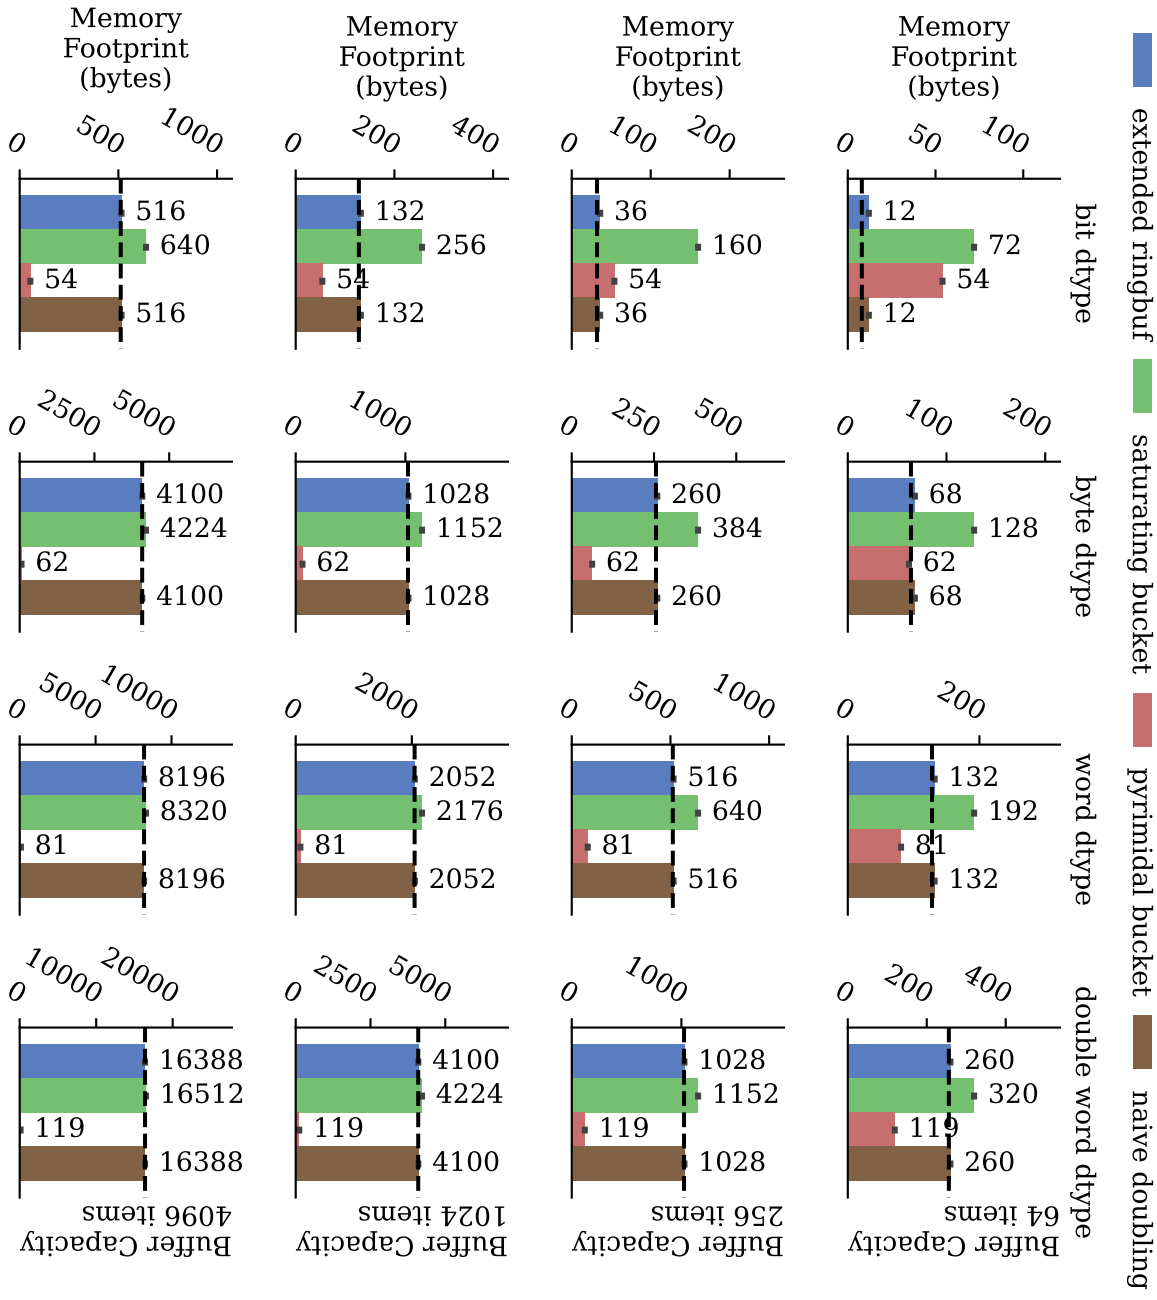 Memory
Footprint
(bytes)
Memory
Footprint
(bytes)
Memory
Footprint
(bytes)
Memory
Footprint
(bytes)
0 500 1000
0 200 400
0 100 200
0 50 100
516
640
54
516
132
256
54
132
36
160
54
36
12
72
54
12
bit dtype
0 2500 5000
0 1000
0 250 500
0 100 200
4100
4224
62
4100
1028
1152
62
1028
260
384
62
260
68
128
62
68
byte dtype
0 5000 10000
0 2000
0 500 1000
0 200
8196
8320
81
8196
2052
2176
81
2052
516
640
81
516
132
192
81
132
word dtype
0 10000 20000
0 2500 5000
0 1000
0 200 400
16388
16512
119
16388
4100
4224
119
4100
1028
1152
119
1028
260
320
119
260
double word dtype
Buffer Capacity
4096 items
Buffer Capacity
1024 items
Buffer Capacity
256 items
Buffer Capacity
64 items
extended ringbuf
saturating bucket
pyrimidal bucket
naive doubling